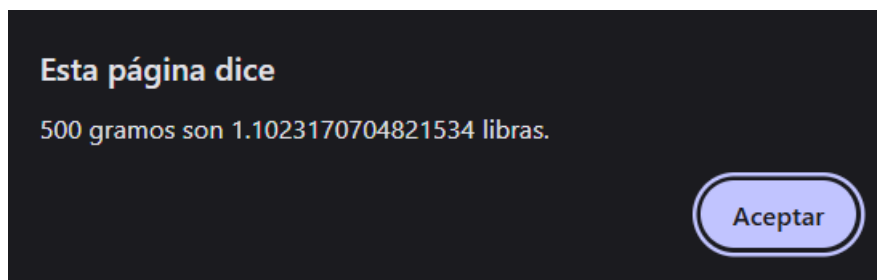 Esta página dice
500 gramos son 1.1023170704821534 libras.
Aceptar